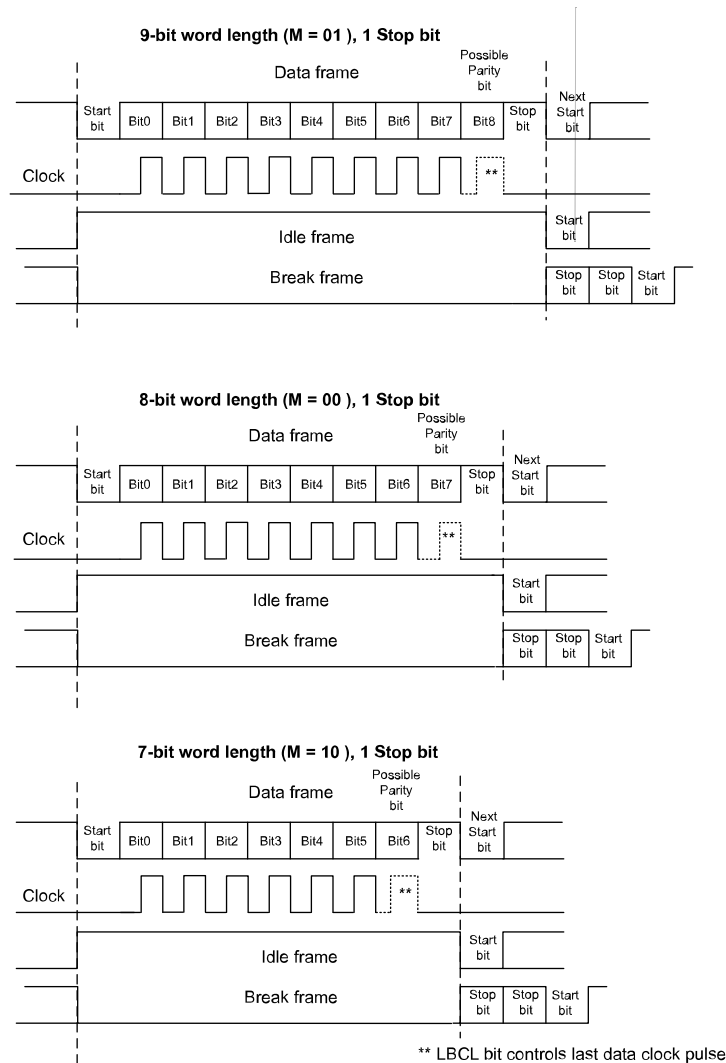 9-bit word length (M = 01 ), 1 Stop bit
Data frame
Possible
Parity
bit
Start
bit
Bit0
Bit1
Bit2
Bit3
Bit4
Bit5
Bit6
Bit7
Bit8
Stop
bit
Next
Start
bit
Clock
**
Idle frame
Start
bit
Break frame
Stop
bit
Stop
bit
Start
bit
8-bit word length (M = 00 ), 1 Stop bit
Data frame
Possible
Parity
bit
Start
bit
Bit0
Bit1
Bit2
Bit3
Bit4
Bit5
Bit6
Bit7
Stop
bit
Next
Start
bit
Clock
**
Idle frame
Start
bit
Break frame
Stop
bit
Stop
bit
Start
bit
7-bit word length (M = 10 ), 1 Stop bit
Data frame
Possible
Parity
bit
Start
bit
Bit0
Bit1
Bit2
Bit3
Bit4
Bit5
Bit6
Stop
bit
Next
Start
bit
Clock
**
Idle frame
Start
bit
Break frame
Stop
bit
Stop
bit
Start
bit
** LBCL bit controls last data clock pulse